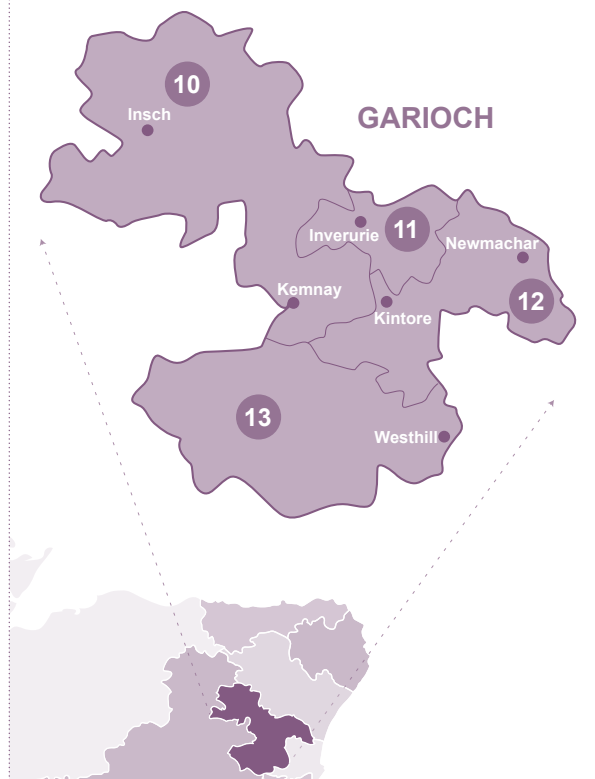 10
Insch
GARIOCH
Inverurie
11
Newmachar
Kemnay
Kintore
12
13
Westhill